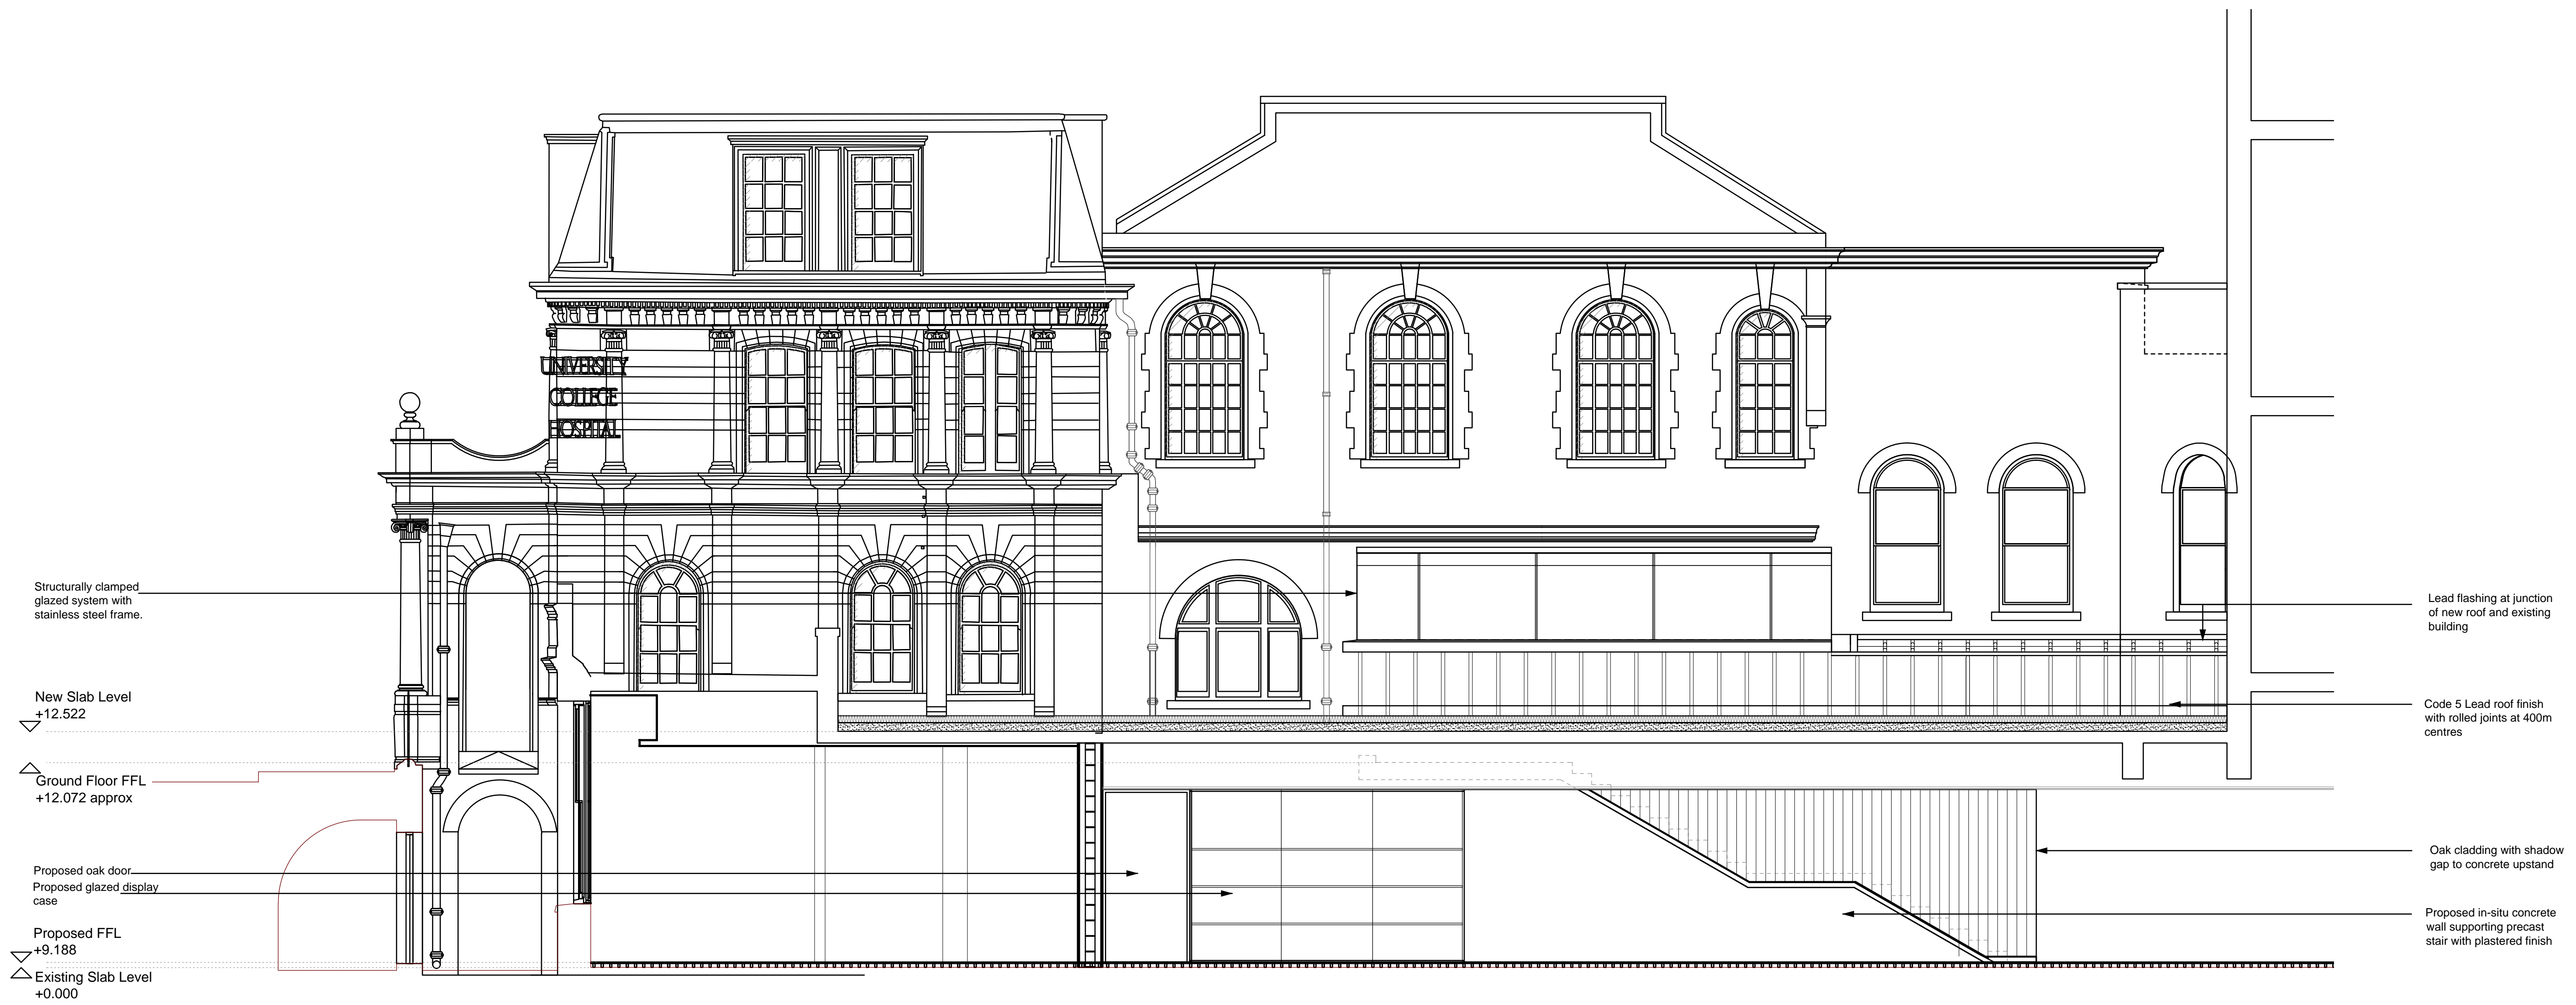 UNIVERSITY
COLLEGE
HOSPITAL
Structurally clamped
glazed system with
stainless steel frame.
New Slab Level
+12.522
Ground Floor FFL
+12.072 approx
Proposed oak door
Proposed glazed display
case
Proposed FFL
+9.188
Existing Slab Level
+0.000
Lead flashing at junction
of new roof and existing
building
Code 5 Lead roof finish
with rolled joints at 400m
centres
Oak cladding with shadow
gap to concrete upstand
Proposed in-situ concrete
wall supporting precast
stair with plastered finish